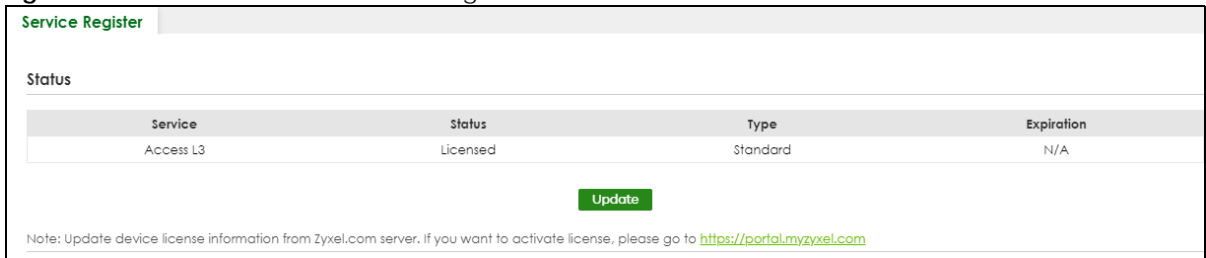 Service Register
Status
Service Status Type Expiration
Access L3 Licensed Standard N/A
Update
Note: Update device license information from Zyxel.com server. If you want to activate license, please go to https://portal.myzyxel.com